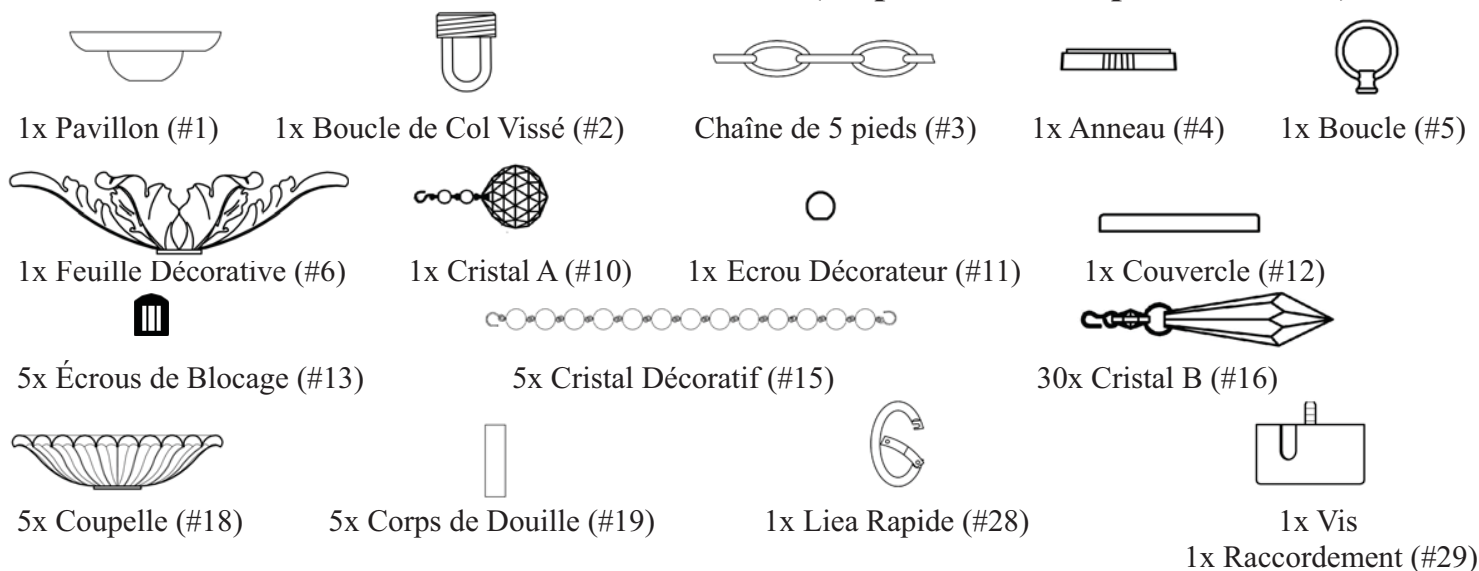 1x Pavillon (#1) 1x Boucle de Col Vissé (#2) Chaîne de 5 pieds (#3) 1x Anneau (#4) 1x Boucle (#5)
1x Feuille Décorative (#6) 1x Cristal A (#10) 1x Ecrou Décorateur (#11) 1x Couvercle (#12)
5x Écrous de Blocage (#13) 5x Cristal Décoratif (#15) 30x Cristal B (#16)
5x Coupelle (#18) 5x Corps de Douille (#19) 1x Liea Rapide (#28) 1x Vis
1x Raccordement (#29)